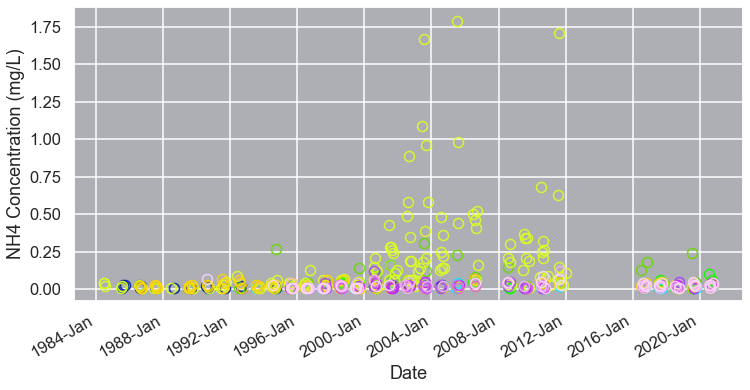 NH4 Concentration (mg/L)
1.75
1.50
1.25
1.00
0.75
0.50
0.25
0.00
1984-Jan
1988-Jan
1992-Jan
1996-Jan
2000-Jan
2004-Jan
2008-Jan
2012-Jan
2016-Jan
2020-Jan
Date